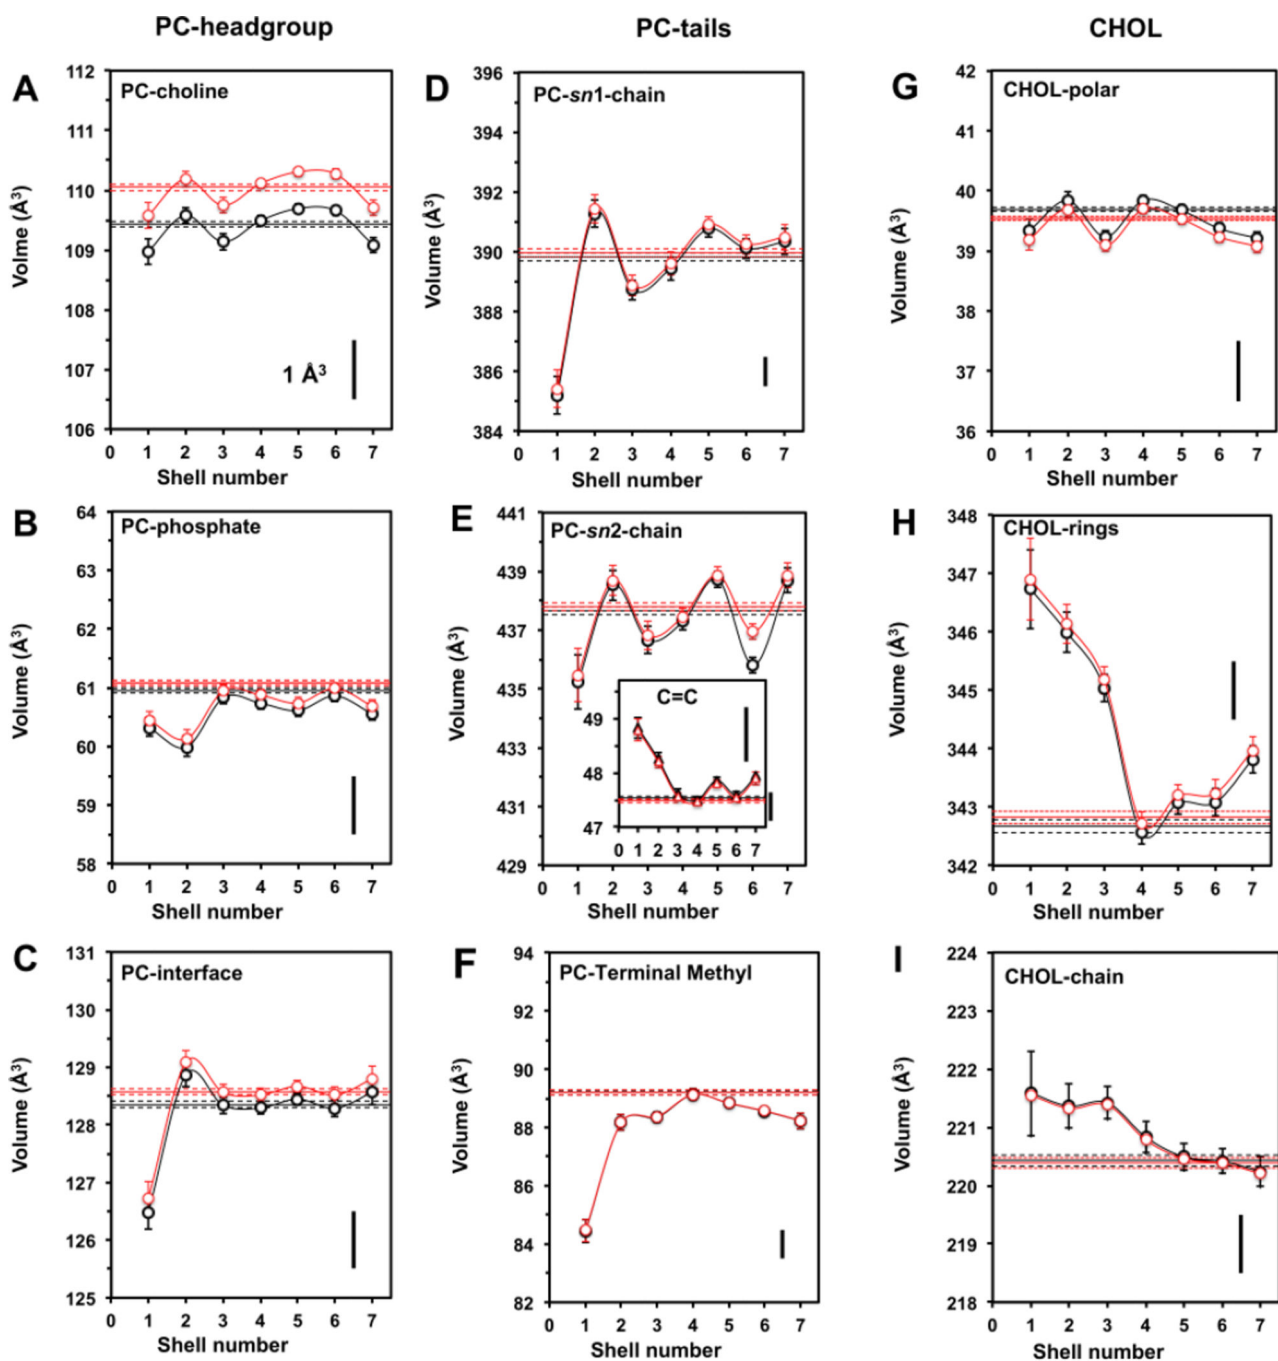 PC-headgroup
PC-tails
CHOL
A
PC-choline
Volme (Å³)
112
111
110
109
108
107
106
1 Å³
0 1 2 3 4 5 6 7
Shell number
D
PC-sn1-chain
Volume (Å³)
396
394
392
390
388
386
384
0 1 2 3 4 5 6 7
Shell number
G
CHOL-polar
Volume (Å³)
42
41
40
39
38
37
36
0 1 2 3 4 5 6 7
Shell number
B
PC-phosphate
Volume (Å³)
64
63
62
61
60
59
58
0 1 2 3 4 5 6 7
Shell number
E
PC-sn2-chain
Volume (Å³)
441
439
437
435
433
431
429
C=C
49
48
47
0 1 2 3 4 5 6 7
0 1 2 3 4 5 6 7
Shell number
H
CHOL-rings
Volume (Å³)
348
347
346
345
344
343
342
0 1 2 3 4 5 6 7
Shell number
C
PC-interface
Volume (Å³)
131
130
129
128
127
126
125
0 1 2 3 4 5 6 7
Shell number
F
PC-Terminal Methyl
Volume (Å³)
94
92
90
88
86
84
82
0 1 2 3 4 5 6 7
Shell number
I
CHOL-chain
Volume (Å³)
224
223
222
221
220
219
218
0 1 2 3 4 5 6 7
Shell number